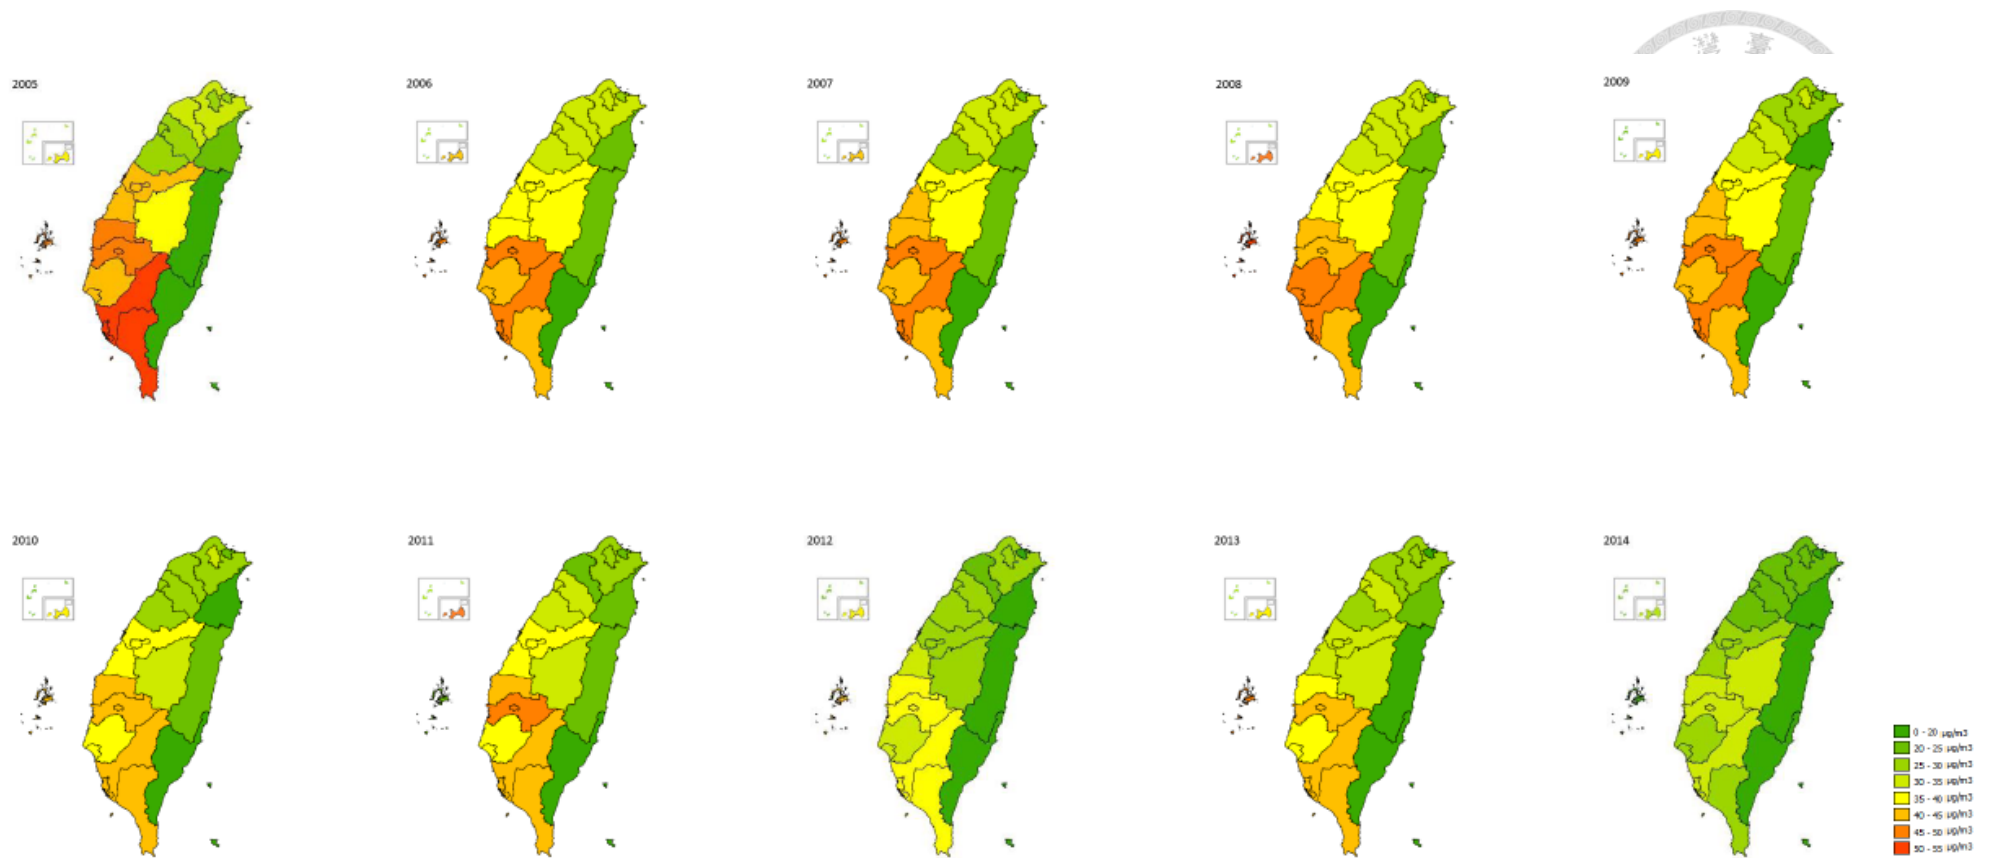 2005
2006
2007
2008
2009
2010
2011
2012
2013
2014
0 - 20 µg/m3
20 - 25 µg/m3
25 - 30 µg/m3
30 - 35 µg/m3
35 - 40 µg/m3
40 - 45 µg/m3
45 - 50 µg/m3
50 - 55 µg/m3